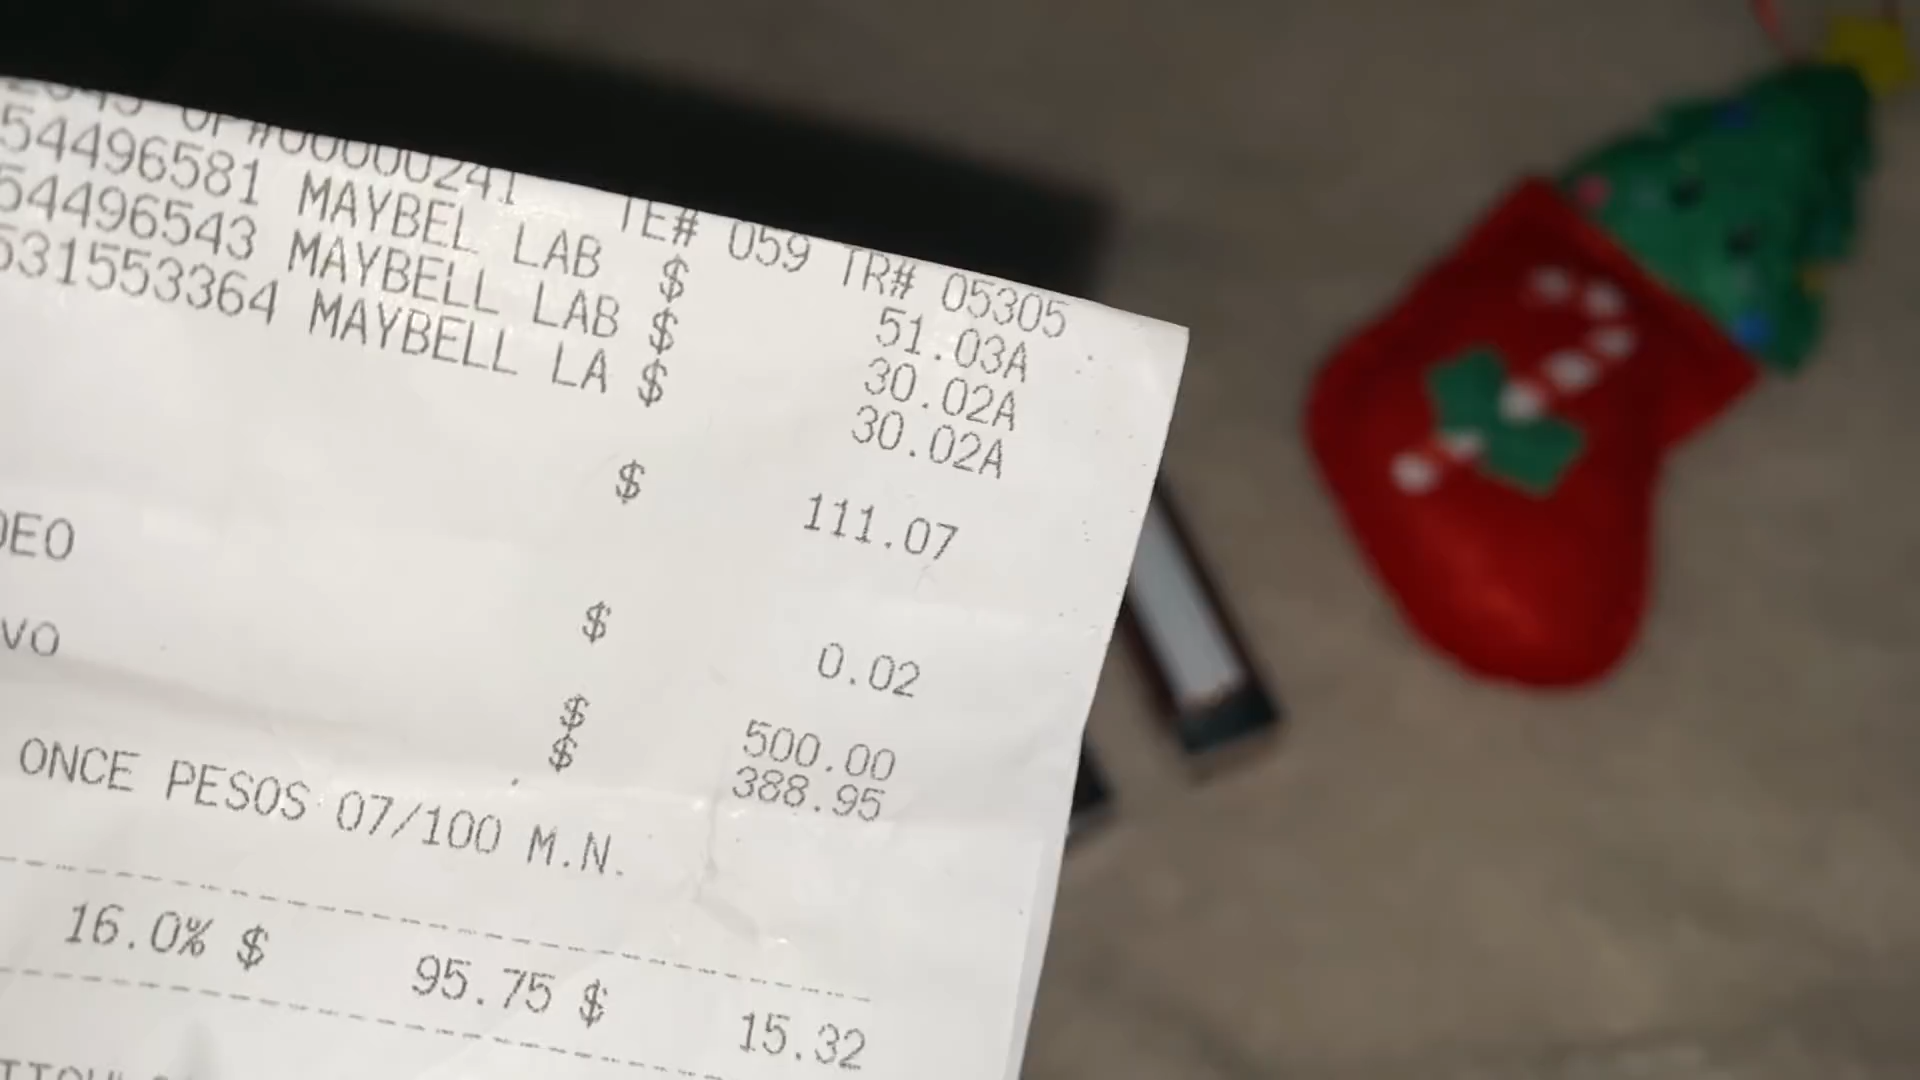 OP#00000241 TE# 059 TR# 05305
54496581 MAYBEL LAB $ 51.03A
54496543 MAYBELL LAB $ 30.02A
531553364 MAYBELL LA $ 30.02A
$ 111.07
DEO $ 0.02
VO $ 500.00
$ 388.95
ONCE PESOS 07/100 M.N.
16.0% $ 95.75 $ 15.32